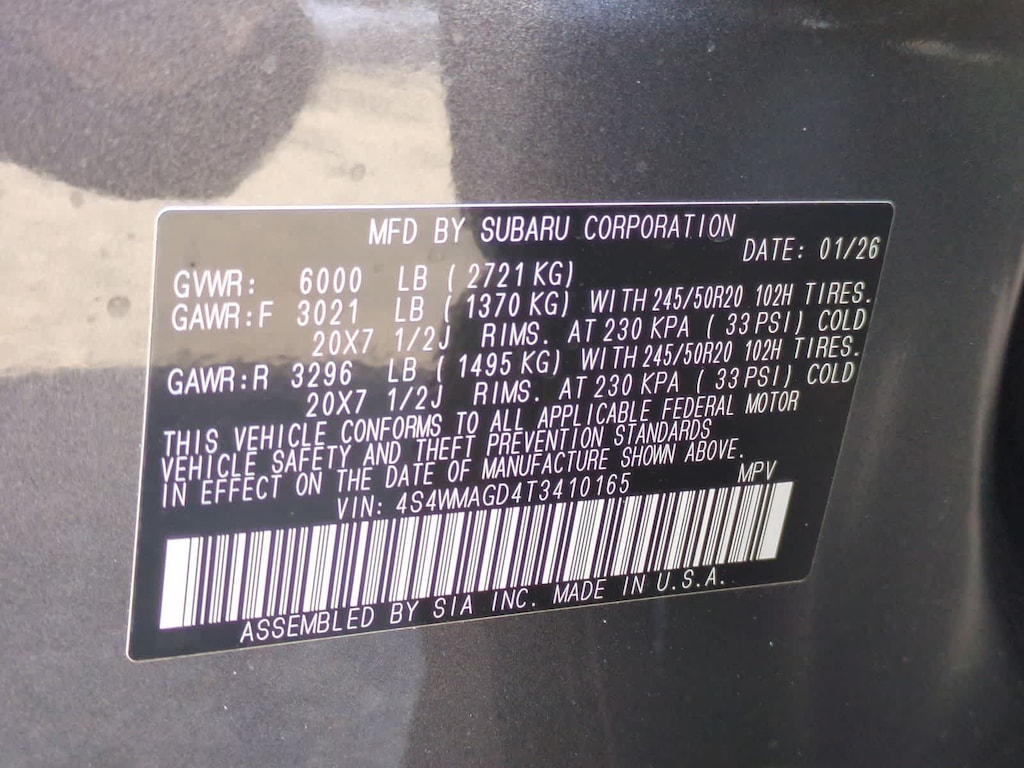 MFD BY SUBARU CORPORATION
DATE: 01/26
GVWR: 6000 LB ( 2721 KG)
GAWR:F 3021 LB ( 1370 KG) WITH 245/50R20 102H TIRES.
20X7 1/2J RIMS. AT 230 KPA ( 33 PSI) COLD
GAWR:R 3296 LB ( 1495 KG) WITH 245/50R20 102H TIRES.
20X7 1/2J RIMS. AT 230 KPA ( 33 PSI) COLD
THIS VEHICLE CONFORMS TO ALL APPLICABLE FEDERAL MOTOR
VEHICLE SAFETY AND THEFT PREVENTION STANDARDS
IN EFFECT ON THE DATE OF MANUFACTURE SHOWN ABOVE.
VIN: 4S4WMAGD4T3410165 MPV
ASSEMBLED BY SIA INC. MADE IN U.S.A.